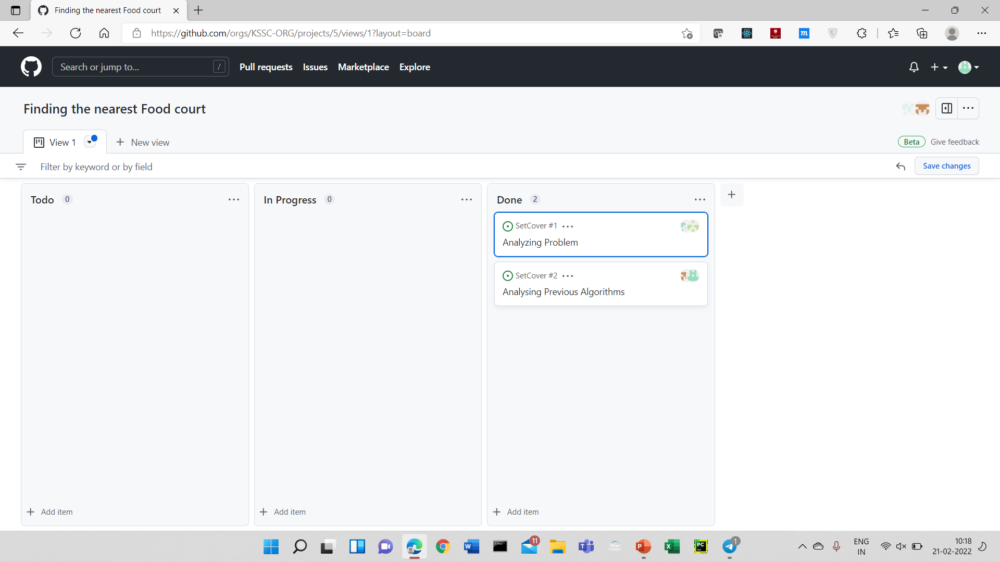 Finding the nearest Food court
https://github.com/orgs/KSSC-ORG/projects/5/views/1?layout=board
m
Search or jump to... /
Pull requests Issues Marketplace Explore
Finding the nearest Food court
View 1
New view
Beta Give feedback
Filter by keyword or by field
Save changes
Todo 0
In Progress 0
Done 2
SetCover #1
Analyzing Problem
SetCover #2
Analysing Previous Algorithms
Add item
Add item
Add item
W
11
P
X
PC
1
ENG
IN
10:18
21-02-2022